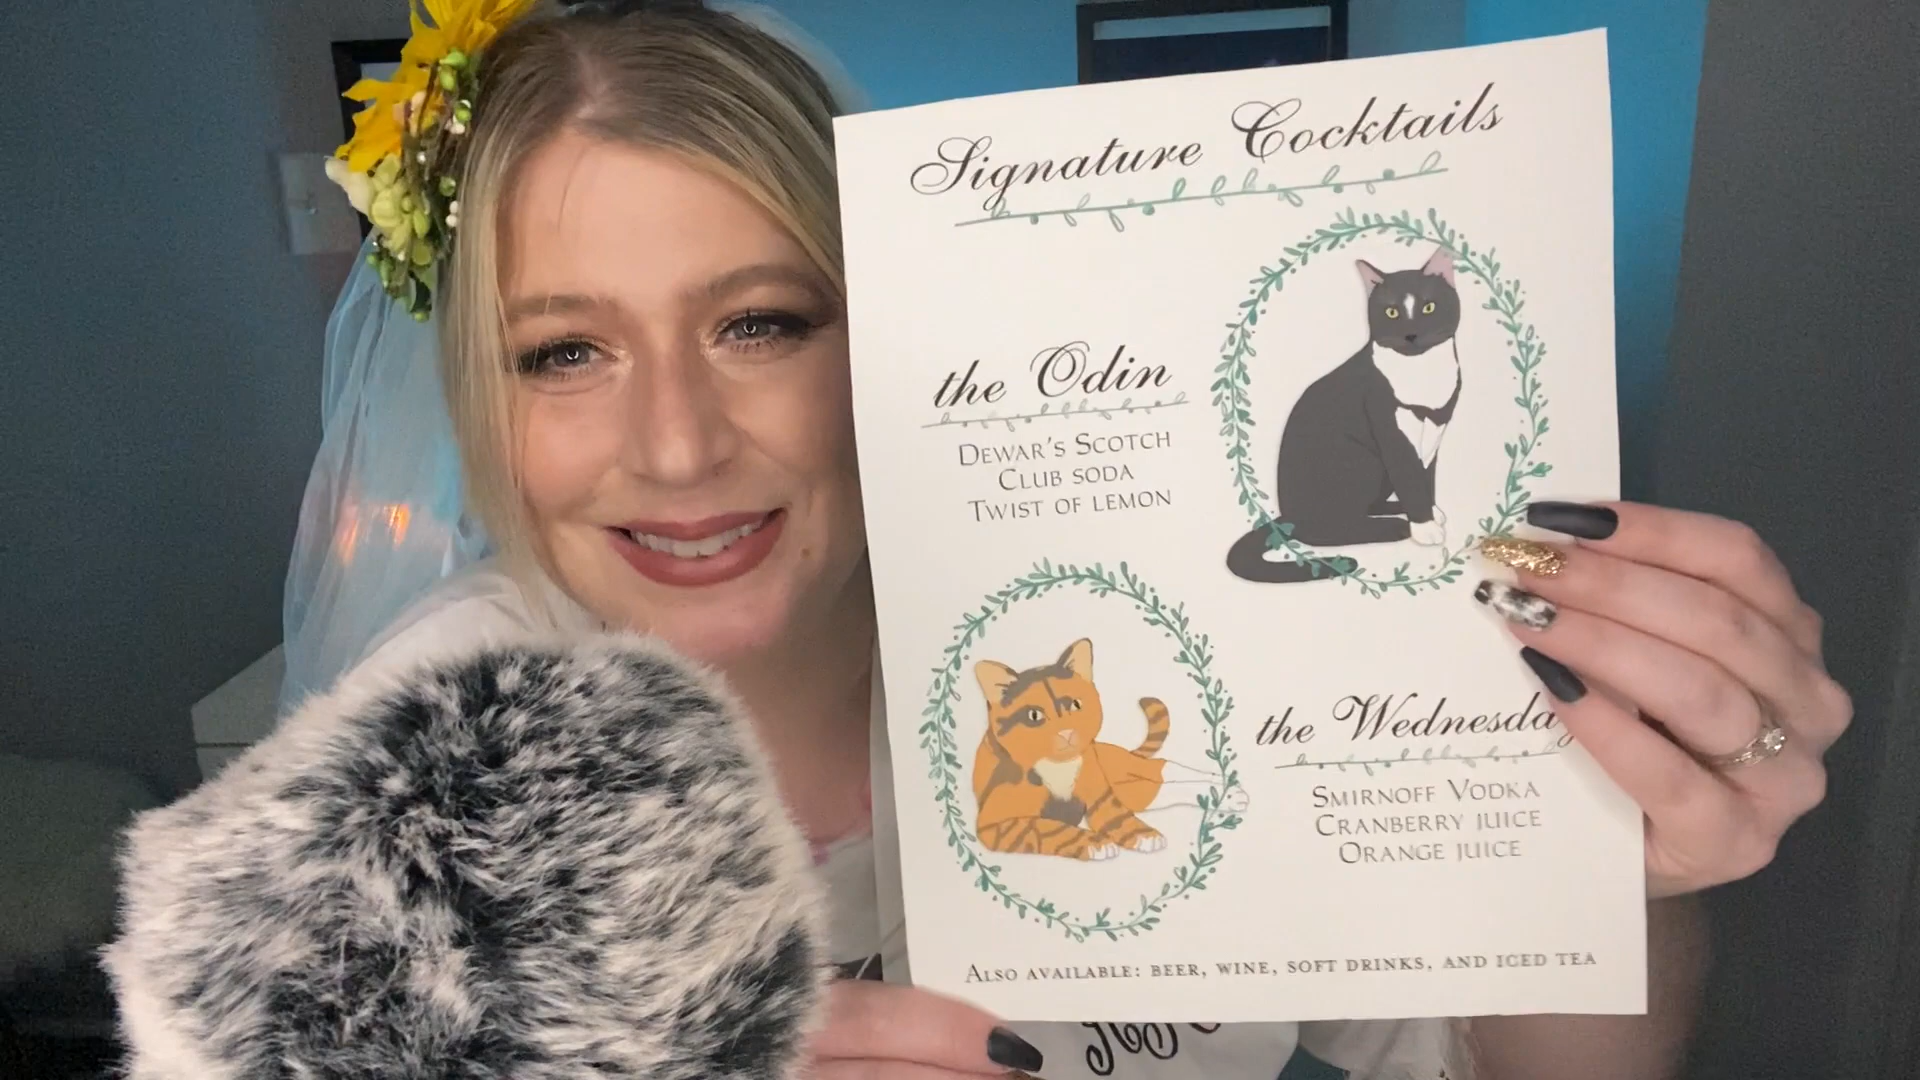 Signature Cocktails
the Odin
Dewar's Scotch
Club soda
Twist of lemon
the Wednesday
Smirnoff Vodka
Cranberry juice
Orange juice
Also available: beer, wine, soft drinks, and iced tea